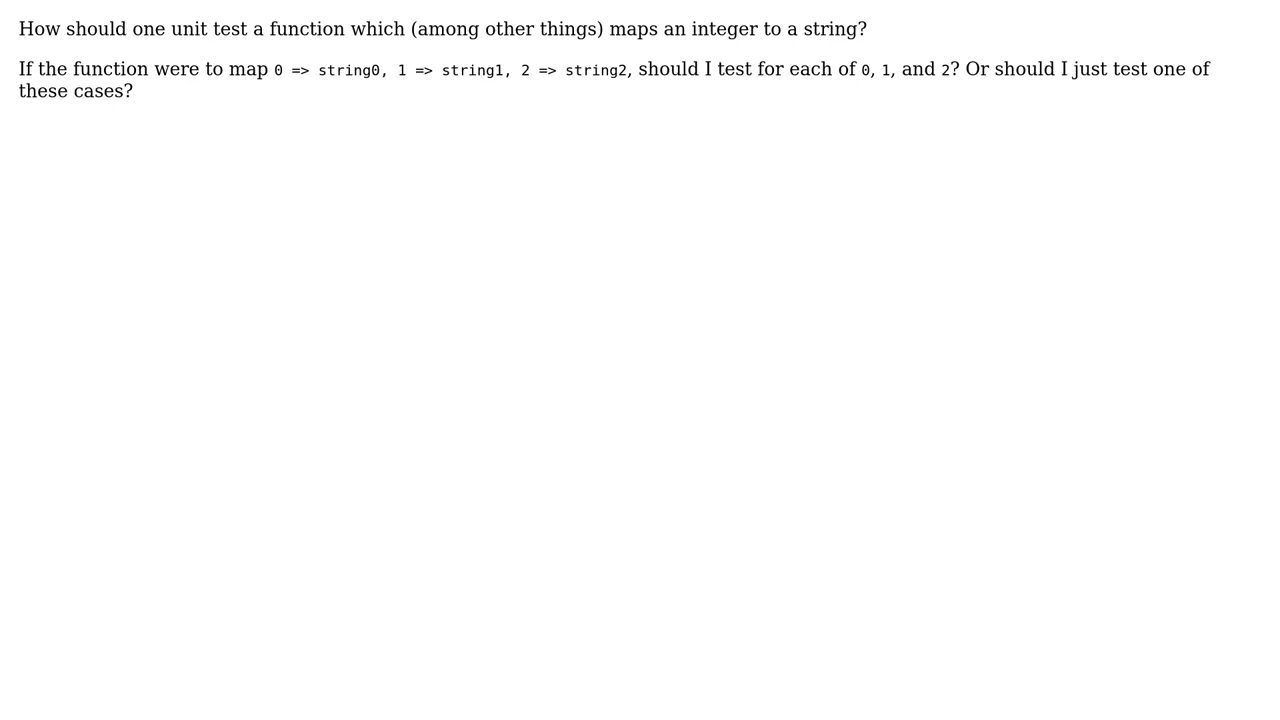 How should one unit test a function which (among other things) maps an integer to a string?
If the function were to map 0 => string0, 1 => string1, 2 => string2, should I test for each of 0, 1, and 2? Or should I just test one of
these cases?